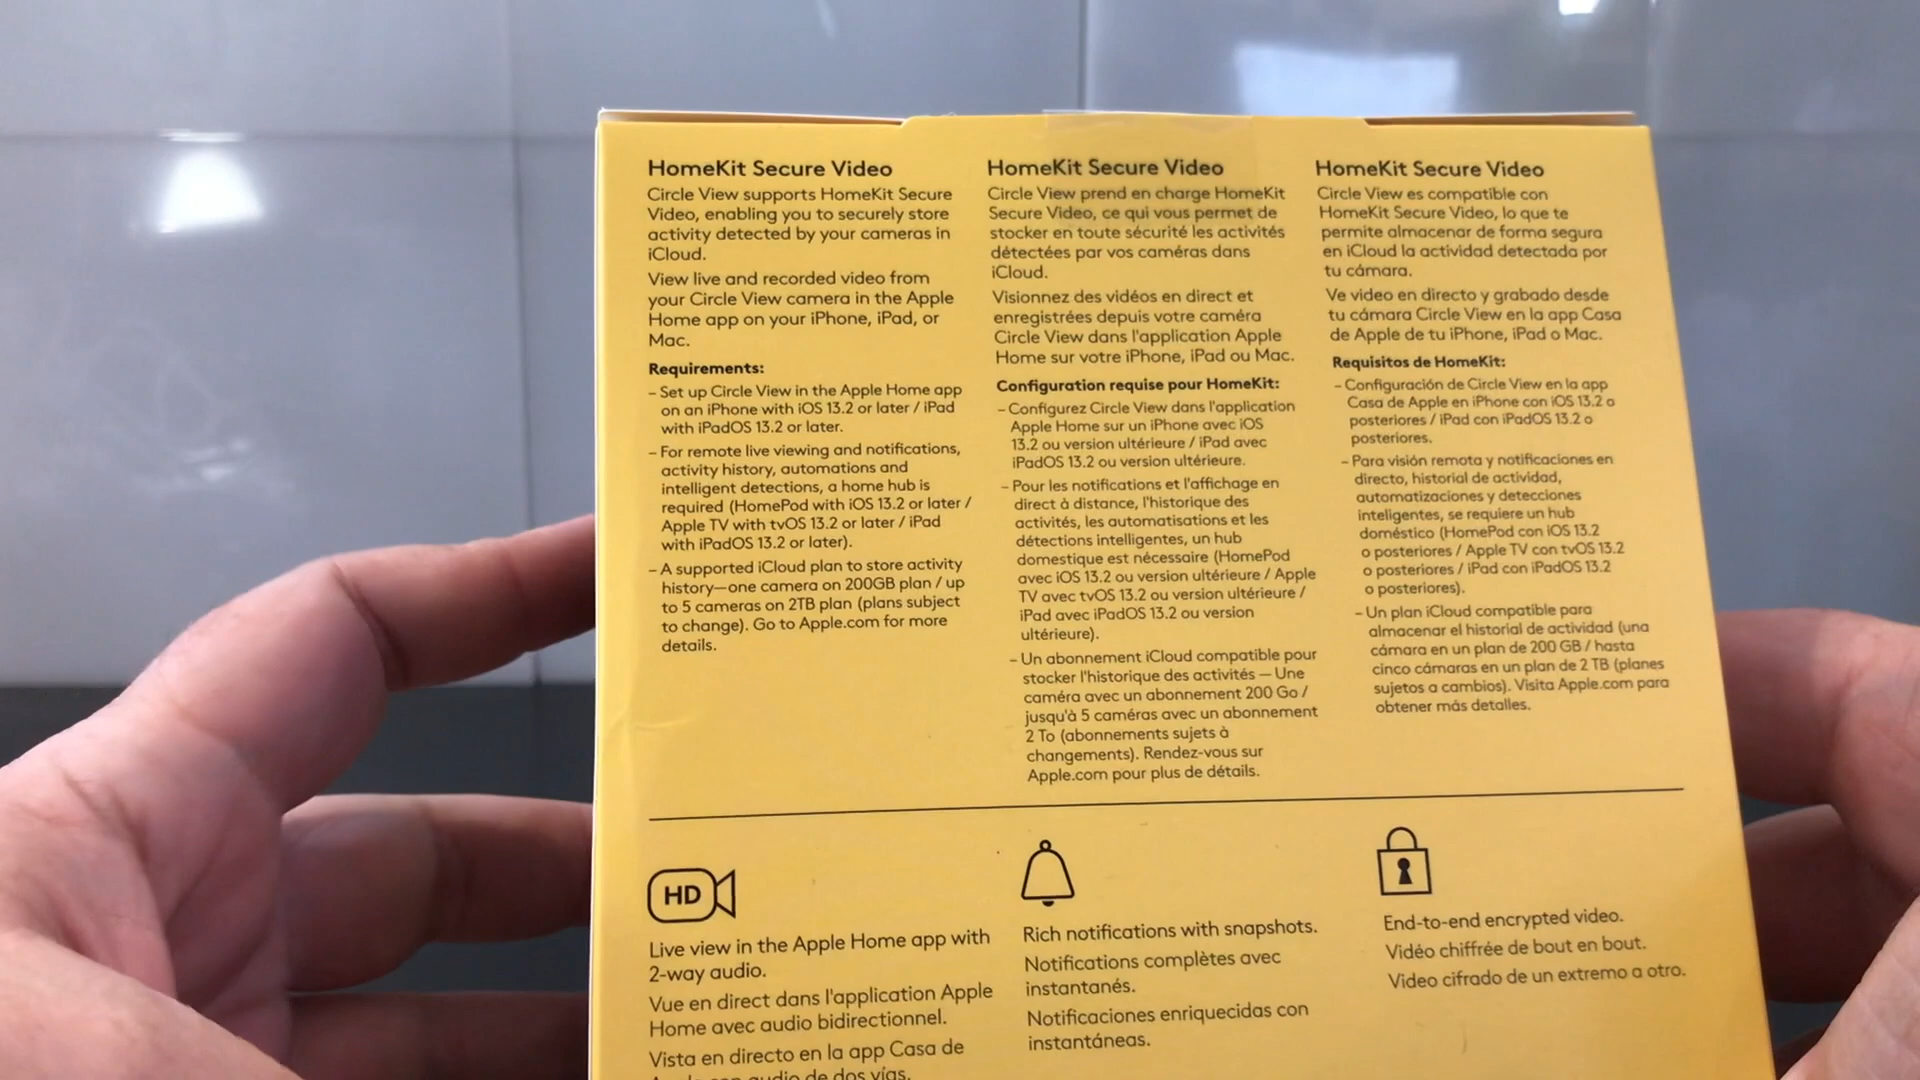 HomeKit Secure Video
Circle View supports HomeKit Secure
Video, enabling you to securely store
activity detected by your cameras in
iCloud.
View live and recorded video from
your Circle View camera in the Apple
Home app on your iPhone, iPad, or
Mac.
Requirements:
– Set up Circle View in the Apple Home app
on an iPhone with iOS 13.2 or later / iPad
with iPadOS 13.2 or later.
– For remote live viewing and notifications,
activity history, automations and
intelligent detections, a home hub is
required (HomePod with iOS 13.2 or later /
Apple TV with tvOS 13.2 or later / iPad
with iPadOS 13.2 or later).
– A supported iCloud plan to store activity
history—one camera on 200GB plan / up
to 5 cameras on 2TB plan (plans subject
to change). Go to Apple.com for more
details.
HomeKit Secure Video
Circle View prend en charge HomeKit
Secure Video, ce qui vous permet de
stocker en toute sécurité les activités
détectées par vos caméras dans
iCloud.
Visionnez des vidéos en direct et
enregistrées depuis votre caméra
Circle View dans l'application Apple
Home sur votre iPhone, iPad ou Mac.
Configuration requise pour HomeKit:
– Configurez Circle View dans l'application
Apple Home sur un iPhone avec iOS
13.2 ou version ultérieure / iPad avec
iPadOS 13.2 ou version ultérieure.
– Pour les notifications et l'affichage en
direct à distance, l'historique des
activités, les automatisations et les
détections intelligentes, un hub
domestique est nécessaire (HomePod
avec iOS 13.2 ou version ultérieure / Apple
TV avec tvOS 13.2 ou version ultérieure /
iPad avec iPadOS 13.2 ou version
ultérieure).
– Un abonnement iCloud compatible pour
stocker l'historique des activités — Une
caméra avec un abonnement 200 Go /
jusqu'à 5 caméras avec un abonnement
2 To (abonnements sujets à
changements). Rendez-vous sur
Apple.com pour plus de détails.
HomeKit Secure Video
Circle View es compatible con
HomeKit Secure Video, lo que te
permite almacenar de forma segura
en iCloud la actividad detectada por
tu cámara.
Ve video en directo y grabado desde
tu cámara Circle View en la app Casa
de Apple de tu iPhone, iPad o Mac.
Requisitos de HomeKit:
– Configuración de Circle View en la app
Casa de Apple en iPhone con iOS 13.2 o
posteriores / iPad con iPadOS 13.2 o
posteriores.
– Para visión remota y notificaciones en
directo, historial de actividad,
automatizaciones y detecciones
inteligentes, se requiere un hub
doméstico (HomePod con iOS 13.2
o posteriores / Apple TV con tvOS 13.2
o posteriores / iPad con iPadOS 13.2
o posteriores).
– Un plan iCloud compatible para
almacenar el historial de actividad (una
cámara en un plan de 200 GB / hasta
cinco cámaras en un plan de 2 TB (planes
sujetos a cambios). Visita Apple.com para
obtener más detalles.
HD
Live view in the Apple Home app with
2-way audio.
Vue en direct dans l'application Apple
Home avec audio bidirectionnel.
Vista en directo en la app Casa de
Apple con audio de dos vías.
Rich notifications with snapshots.
Notifications complètes avec
instantanés.
Notificaciones enriquecidas con
instantáneas.
End-to-end encrypted video.
Vidéo chiffrée de bout en bout.
Video cifrado de un extremo a otro.